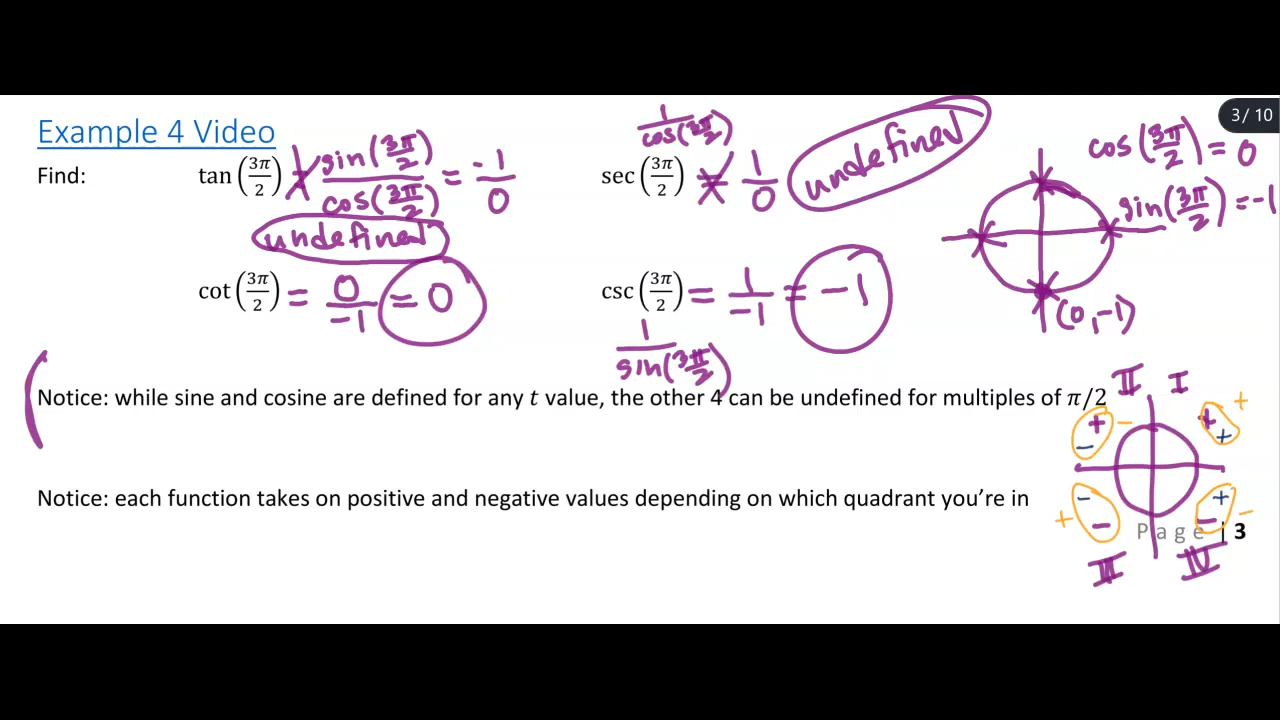 Example 4 Video
3 / 10
Find: tan(3π/2) = sin(3π/2)/cos(3π/2) = -1/0
undefined
1/cos(3π/2)
sec(3π/2) = 1/0 undefined
cos(3π/2) = 0
sin(3π/2) = -1
(0,-1)
cot(3π/2) = 0/-1 = 0
csc(3π/2) = 1/-1 = -1
1/sin(3π/2)
Notice: while sine and cosine are defined for any t value, the other 4 can be undefined for multiples of π/2
II I
+ - + + +
-
Notice: each function takes on positive and negative values depending on which quadrant you're in
- +
+ - - -
Page | 3
III IV